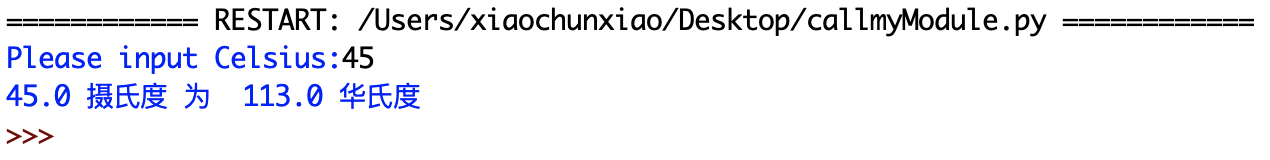 ============ RESTART: /Users/xiaochunxiao/Desktop/callmyModule.py ============
Please input Celsius:45
45.0 摄氏度 为  113.0 华氏度
>>>